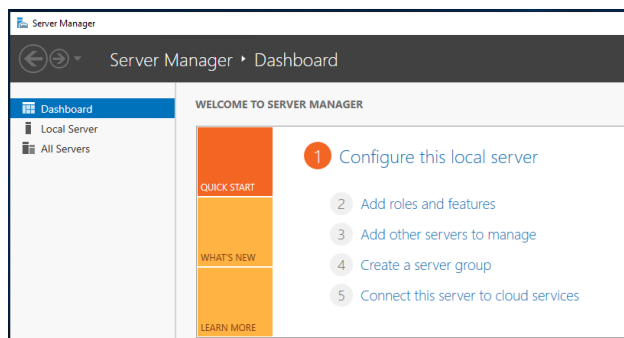 Server Manager
Server Manager ‣ Dashboard
Dashboard
Local Server
All Servers
WELCOME TO SERVER MANAGER
QUICK START
WHAT'S NEW
LEARN MORE
1 Configure this local server
2 Add roles and features
3 Add other servers to manage
4 Create a server group
5 Connect this server to cloud services